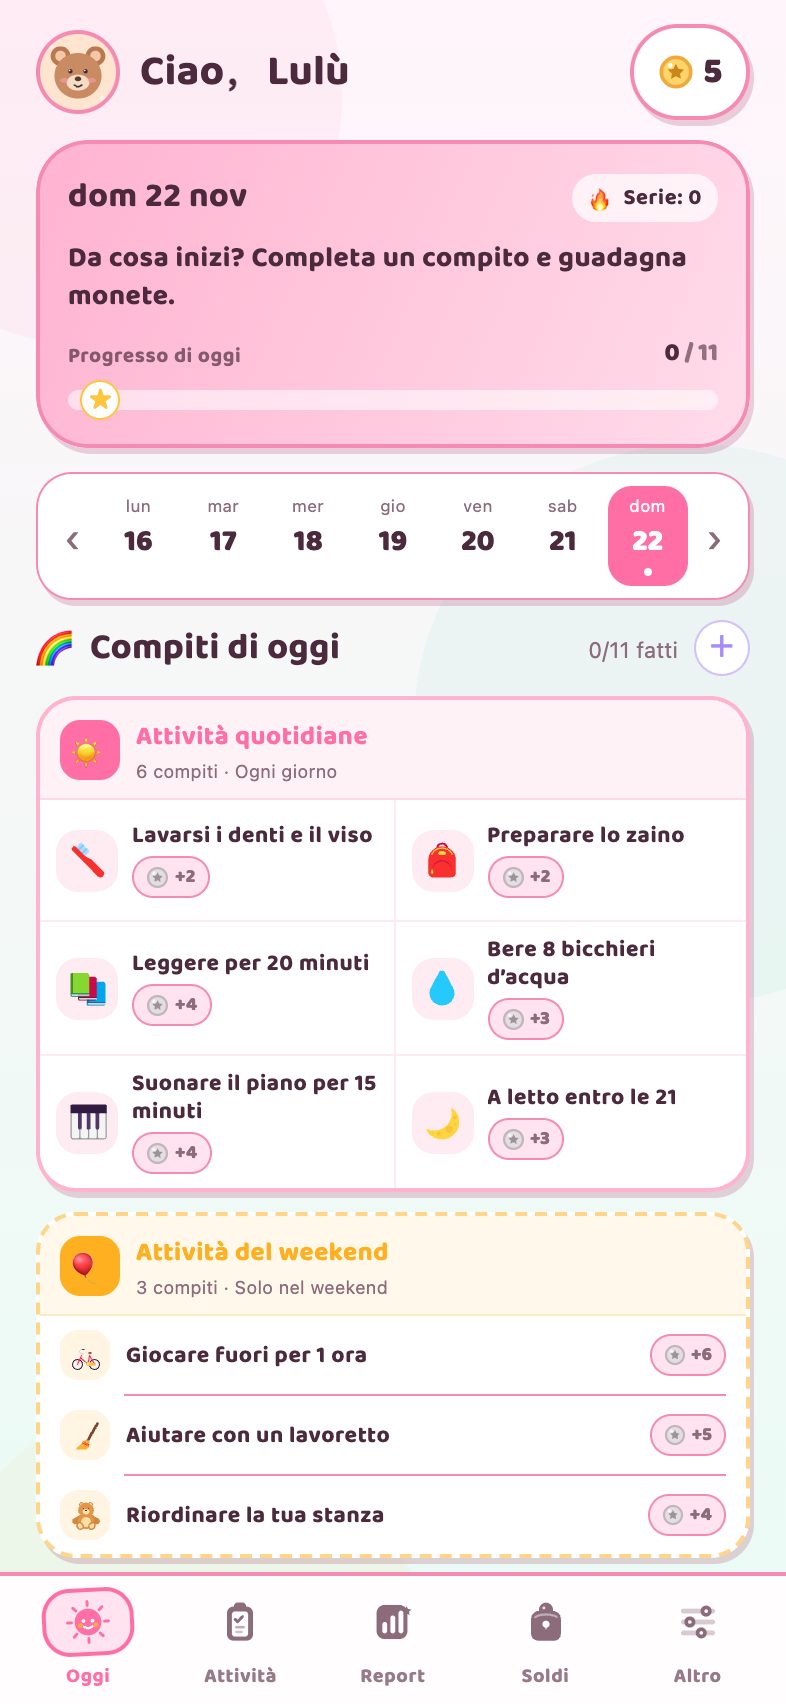 Ciao, Lulù
5
dom 22 nov
Serie: 0
Da cosa inizi? Completa un compito e guadagna
monete.
Progresso di oggi
0 / 11
lun mar mer gio ven sab dom
‹ 16 17 18 19 20 21 22 ›
Compiti di oggi
0/11 fatti
+
Attività quotidiane
6 compiti · Ogni giorno
Lavarsi i denti e il viso
+2
Preparare lo zaino
+2
Leggere per 20 minuti
+4
Bere 8 bicchieri
d'acqua
+3
Suonare il piano per 15
minuti
+4
A letto entro le 21
+3
Attività del weekend
3 compiti · Solo nel weekend
Giocare fuori per 1 ora
+6
Aiutare con un lavoretto
+5
Riordinare la tua stanza
+4
Oggi Attività Report Soldi Altro